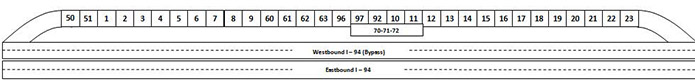 50 51 1 2 3 4 5 6 7 8 9 60 61 62 63 96 97 92 10 11 12 13 14 15 16 17 18 19 20 21 22 23
70-71-72
Westbound I – 94 (Bypass)
Eastbound I – 94